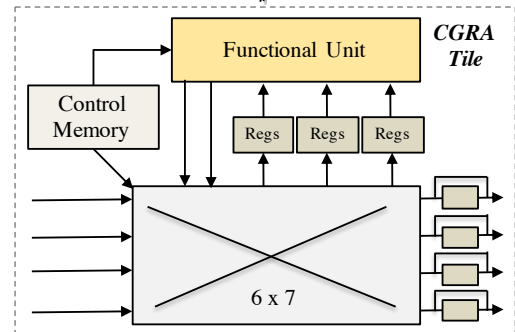 Functional Unit
CGRA
Tile
Control
Memory
Regs
Regs
Regs
6 x 7